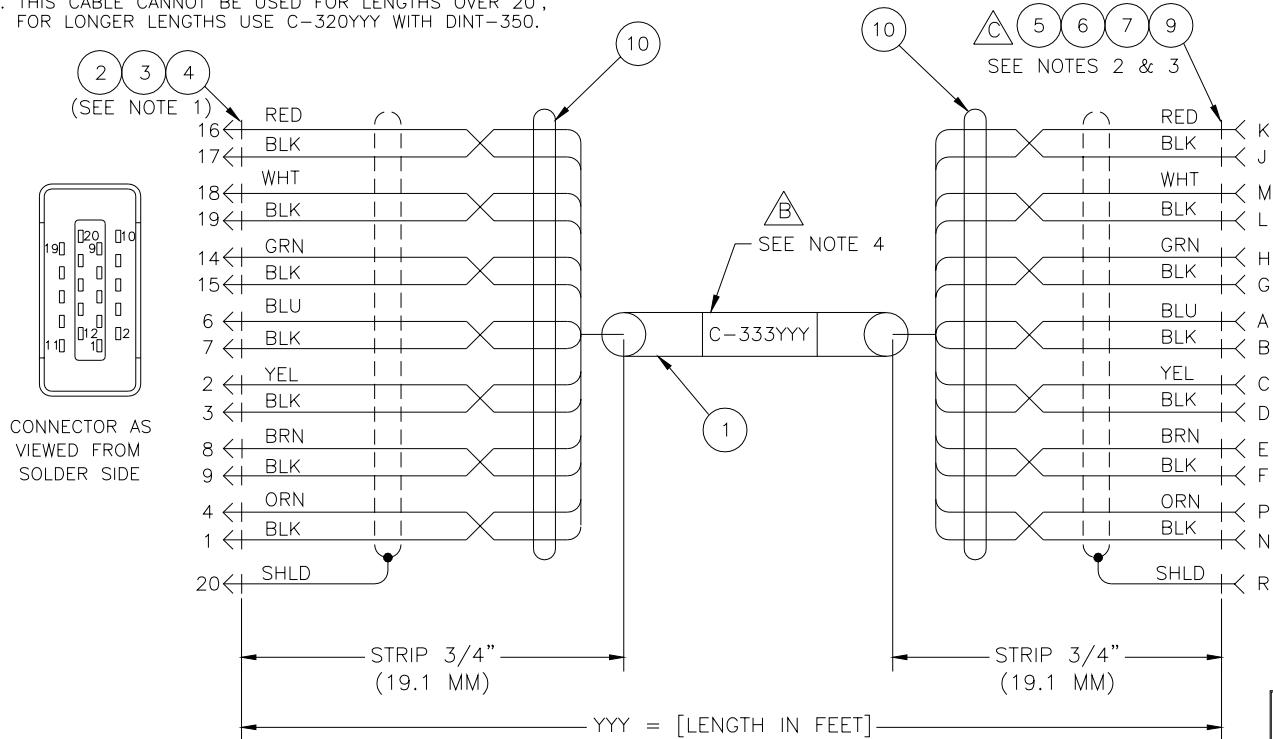 . THIS CABLE CANNOT BE USED FOR LENGTHS OVER 20',
FOR LONGER LENGTHS USE C-320YYY WITH DINT-350.
2 3 4
(SEE NOTE 1)
10
10
C 5 6 7 9
SEE NOTES 2 & 3
16 RED RED K
17 BLK BLK J
18 WHT WHT M
19 BLK BLK L
14 GRN GRN H
15 BLK BLK G
6 BLU BLU A
7 BLK BLK B
2 YEL YEL C
3 BLK BLK D
8 BRN BRN E
9 BLK BLK F
4 ORN ORN P
1 BLK BLK N
20 SHLD SHLD R
B
SEE NOTE 4
C-333YYY
1
19 20 9 10
11 12 1 2
CONNECTOR AS
VIEWED FROM
SOLDER SIDE
STRIP 3/4"
(19.1 MM)
STRIP 3/4"
(19.1 MM)
YYY = [LENGTH IN FEET]